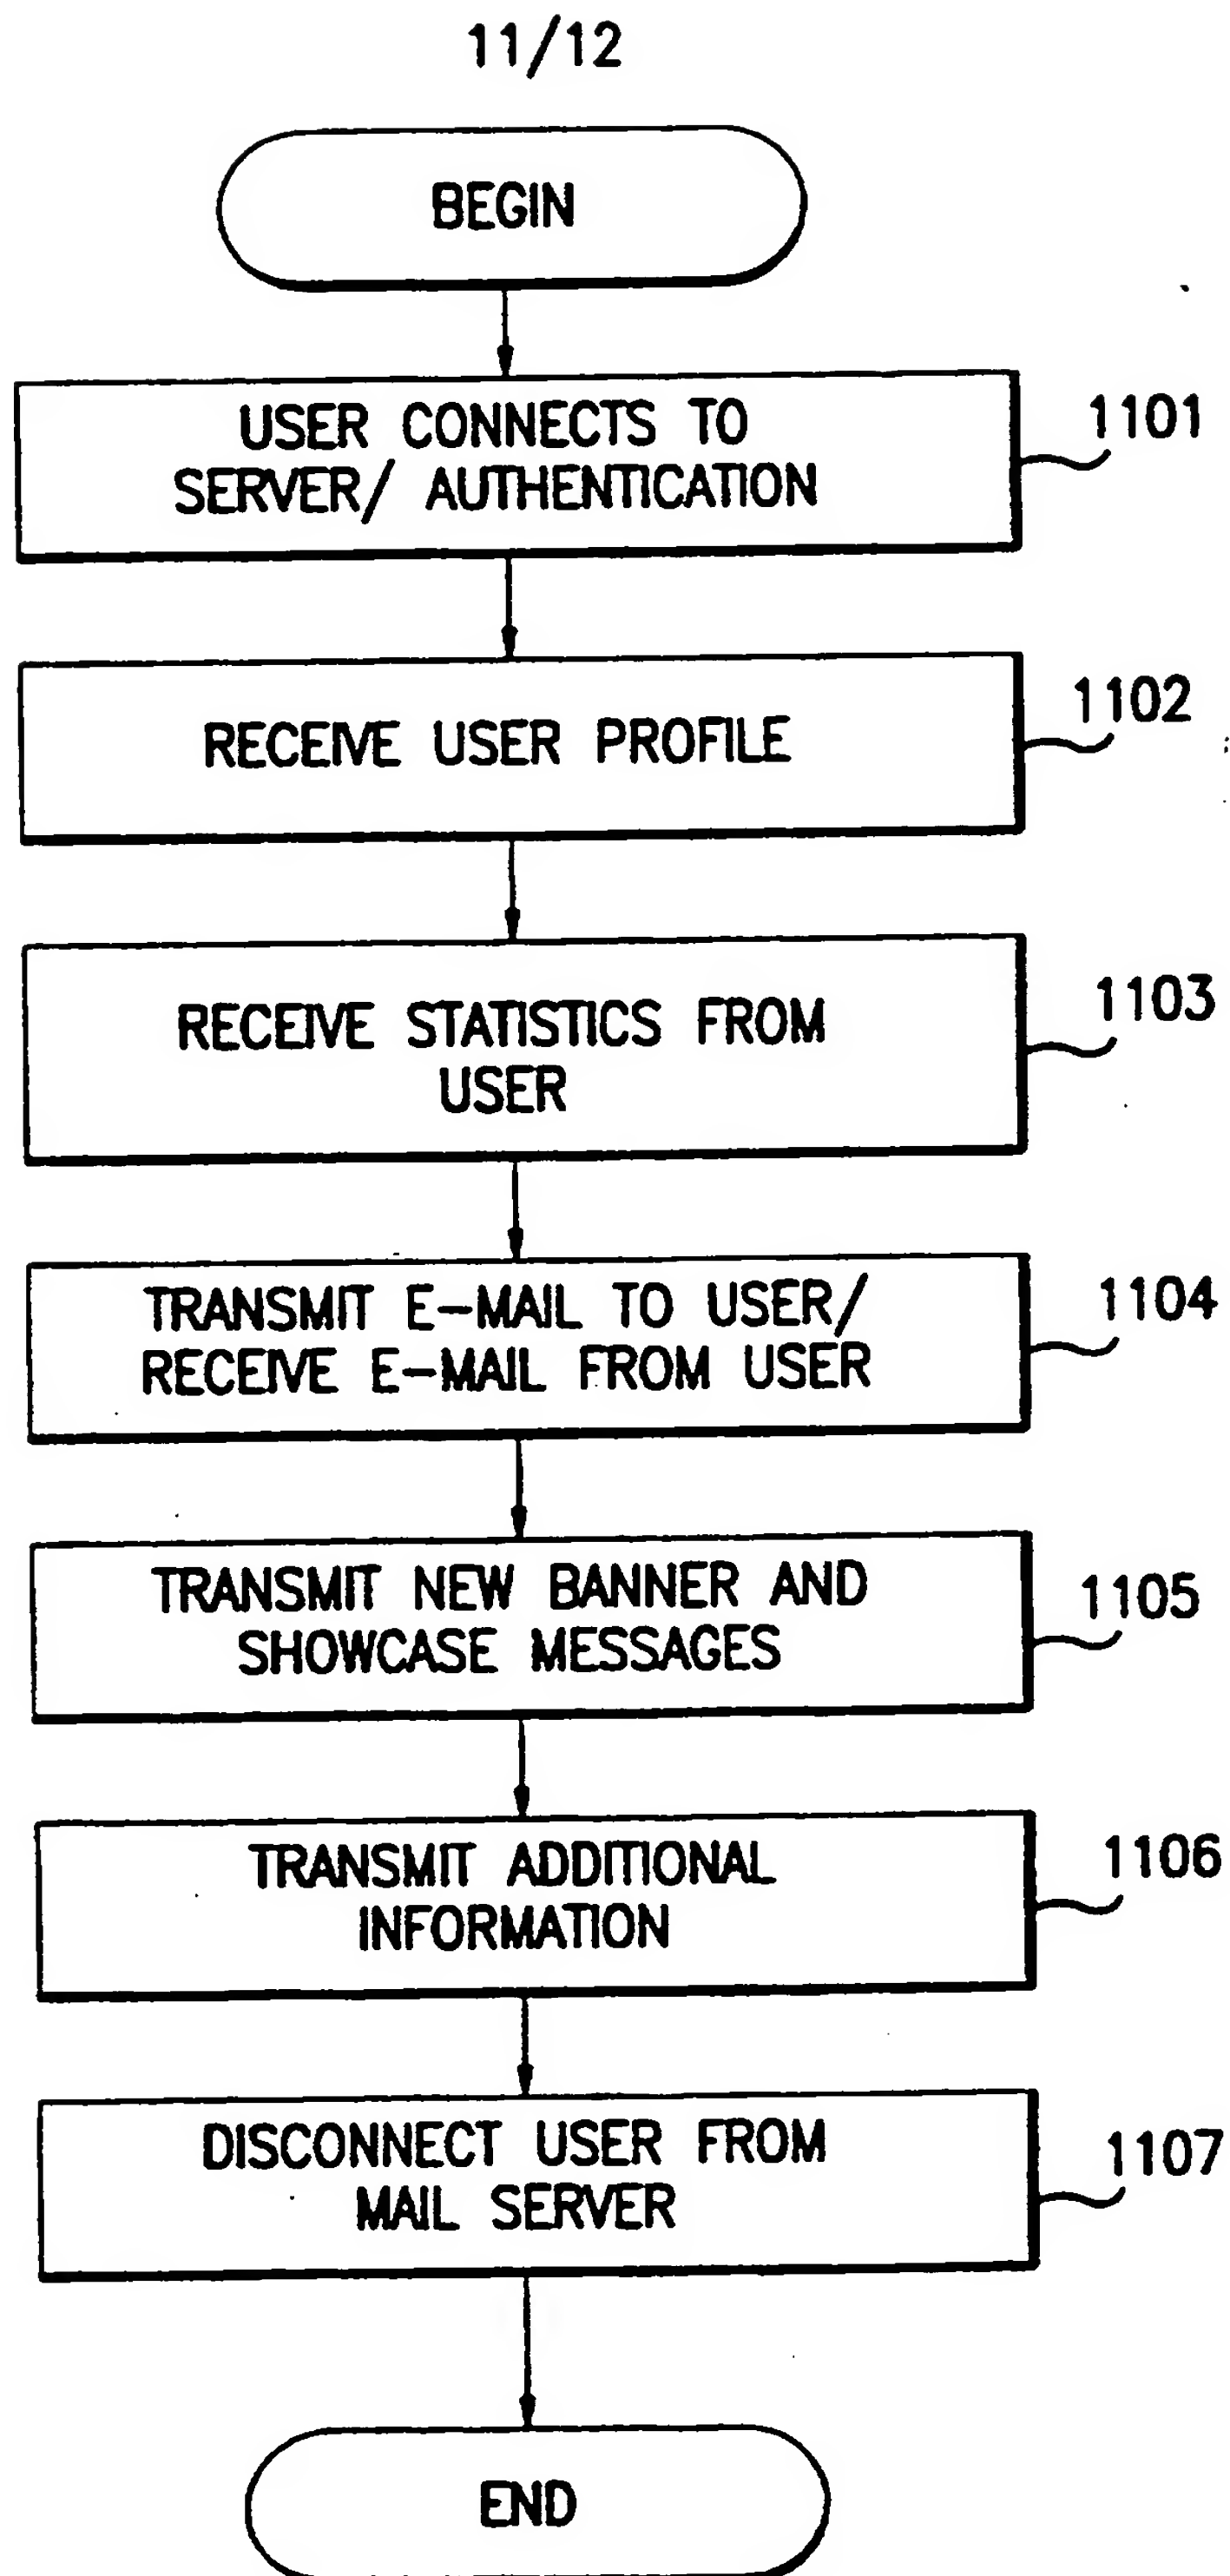 11/12
BEGIN
USER CONNECTS TO
SERVER/ AUTHENTICATION
1101
RECEIVE USER PROFILE
1102
RECEIVE STATISTICS FROM
USER
1103
TRANSMIT E-MAIL TO USER/
RECEIVE E-MAIL FROM USER
1104
TRANSMIT NEW BANNER AND
SHOWCASE MESSAGES
1105
TRANSMIT ADDITIONAL
INFORMATION
1106
DISCONNECT USER FROM
MAIL SERVER
1107
END